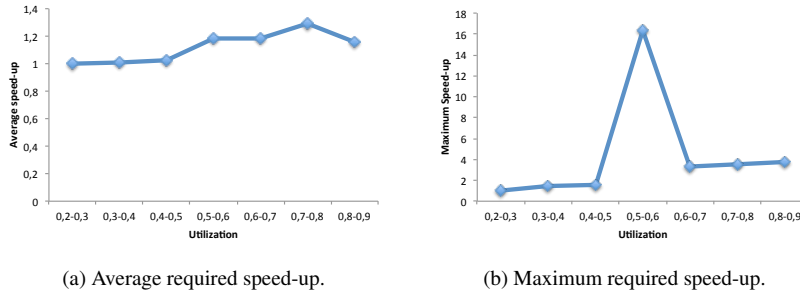 1,4
1,2
1
0,8
0,6
0,4
0,2
0
Average speed-up
0,2-0,3 0,3-0,4 0,4-0,5 0,5-0,6 0,6-0,7 0,7-0,8 0,8-0,9
Utilization
(a) Average required speed-up.
18
16
14
12
10
8
6
4
2
0
Maximum Speed-up
0,2-0,3 0,3-0,4 0,4-0,5 0,5-0,6 0,6-0,7 0,7-0,8 0,8-0,9
Utilization
(b) Maximum required speed-up.